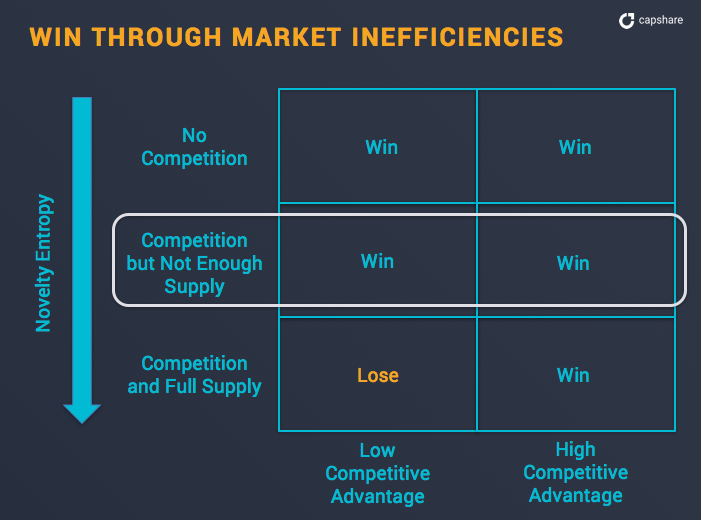 capshare
WIN THROUGH MARKET INEFFICIENCIES
Novelty Entropy
No
Competition
Win
Win
Competition
but Not Enough
Supply
Win
Win
Competition
and Full Supply
Lose
Win
Low
Competitive
Advantage
High
Competitive
Advantage